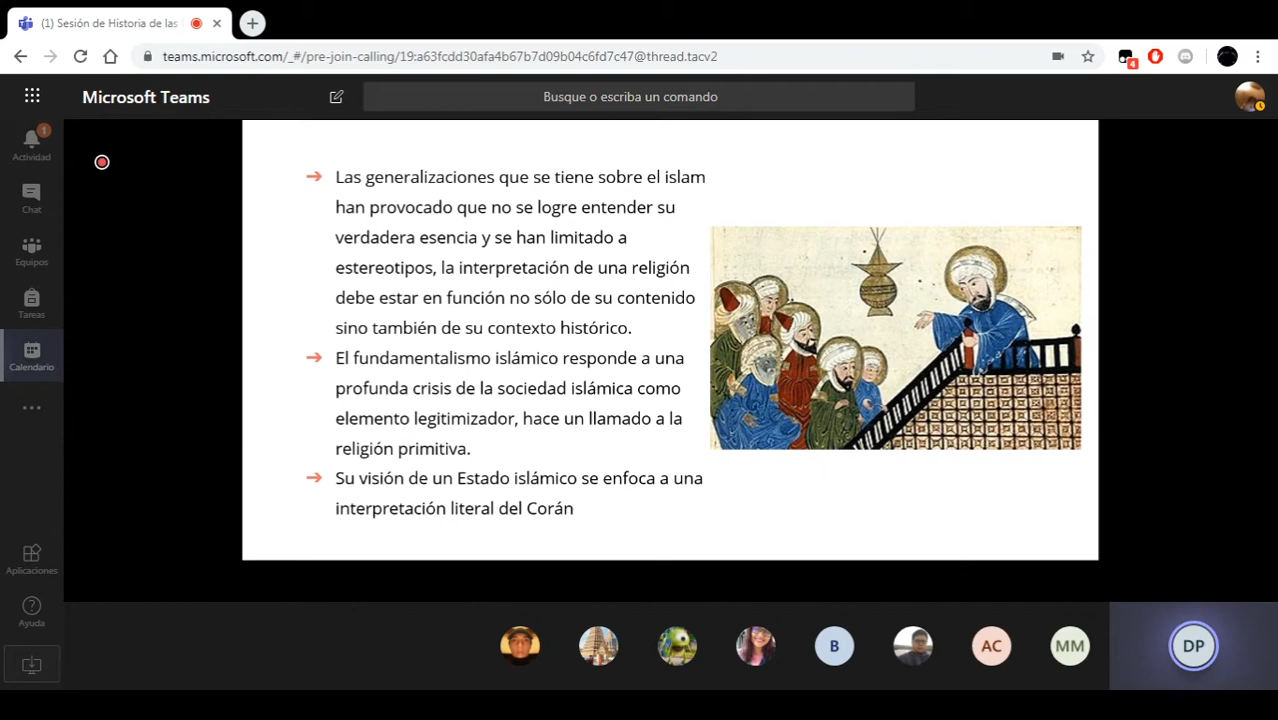 (1) Sesión de Historia de las
teams.microsoft.com/_#/pre-join-calling/19:a63fcdd30afa4b67b7d09b04c6fd7c47@thread.tacv2
4
Microsoft Teams
Busque o escriba un comando
1
Actividad
Chat
Equipos
Tareas
Calendario
Aplicaciones
Ayuda
Las generalizaciones que se tiene sobre el islam
han provocado que no se logre entender su
verdadera esencia y se han limitado a
estereotipos, la interpretación de una religión
debe estar en función no sólo de su contenido
sino también de su contexto histórico.
El fundamentalismo islámico responde a una
profunda crisis de la sociedad islámica como
elemento legitimizador, hace un llamado a la
religión primitiva.
Su visión de un Estado islámico se enfoca a una
interpretación literal del Corán
B
AC
MM
DP